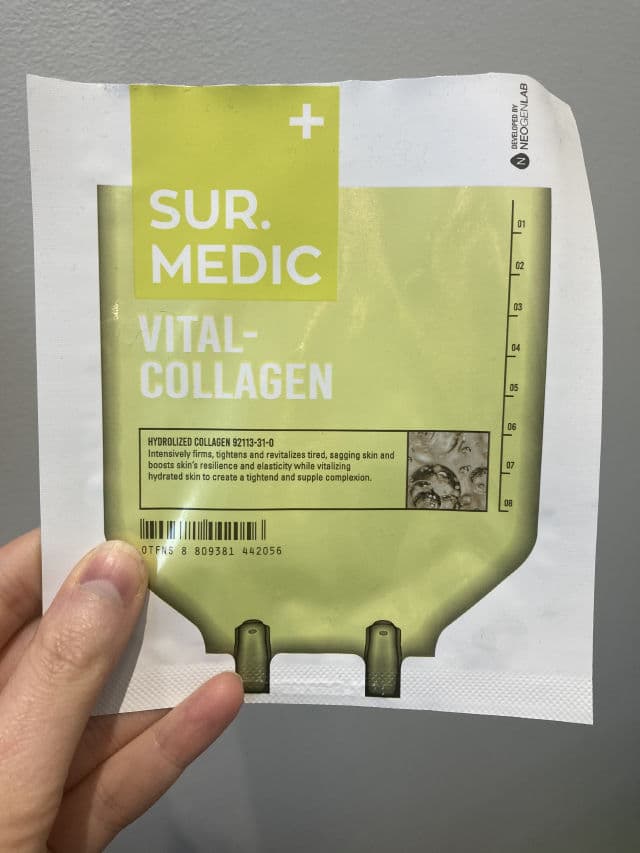 +
SUR.
MEDIC
VITAL-
COLLAGEN
HYDROLIZED COLLAGEN 92113-31-0
Intensively firms, tightens and revitalizes tired, sagging skin and
boosts skin's resilience and elasticity while vitalizing
hydrated skin to create a tightend and supple complexion.
OTFNS 8 809381 442056
DEVELOPED BY
N NEOGENLAB
01
02
03
04
05
06
07
08